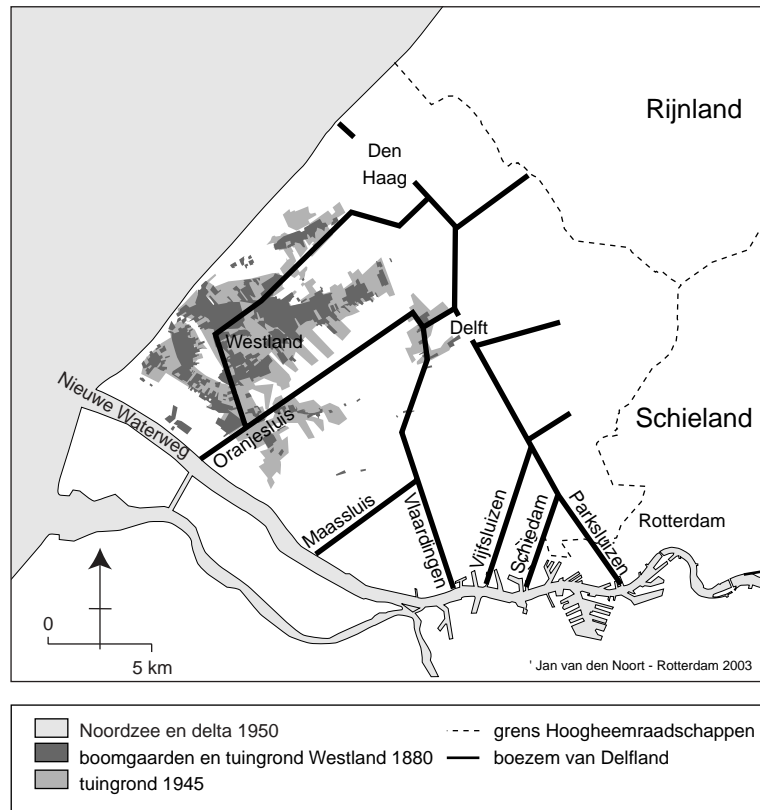 Rijnland
Den
Haag
Delft
Westland
Nieuwe Waterweg
Oranjesluis
Schieland
Maassluis
Vlaardingen
Vijfsluizen
Schiedam
Parksluizen
Rotterdam
0
5 km
' Jan van den Noort - Rotterdam 2003
Noordzee en delta 1950
boomgaarden en tuingrond Westland 1880
tuingrond 1945
grens Hoogheemraadschappen
boezem van Delfland